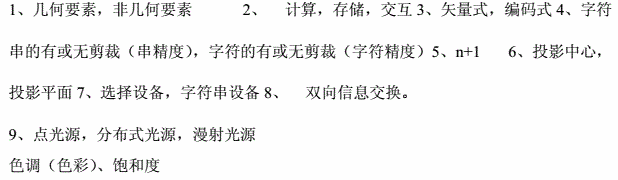 1、几何要素，非几何要素 2、 计算，存储，交互 3、矢量式，编码式 4、字符
串的有或无剪裁（串精度），字符的有或无剪裁（字符精度）5、n+1 6、投影中心，
投影平面 7、选择设备，字符串设备 8、 双向信息交换。
9、点光源，分布式光源，漫射光源
色调（色彩）、饱和度